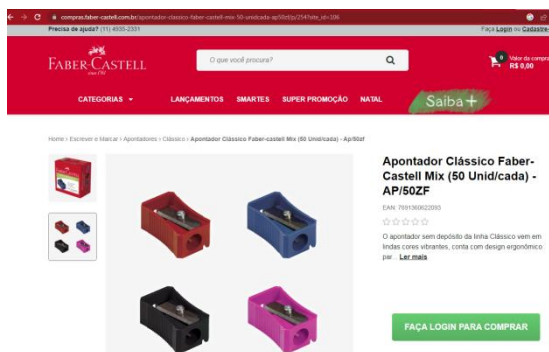 compras.faber-castell.com.br/apontador-classico-faber-castell-mix-50-unidcada-ap50zf/p/254?site_id=106
Precisa de ajuda? (11) 4935-2331
Faça Login ou Cadastre-
FABER-CASTELL
since 1761
O que você procura?
0
Valor da compra
R$ 0,00
CATEGORIAS
LANÇAMENTOS
SMARTES
SUPER PROMOÇÃO
NATAL
Saiba+
Home > Escrever e Marcar > Apontadores > Clássico > Apontador Clássico Faber-castell Mix (50 Unid/cada) - Ap/50zf
Apontador Clássico Faber-
Castell Mix (50 Unid/cada) -
AP/50ZF
O apontador sem depósito da linha Clássico vem em
lindas cores vibrantes, conta com design ergonômico
par... Ler mais
FAÇA LOGIN PARA COMPRAR